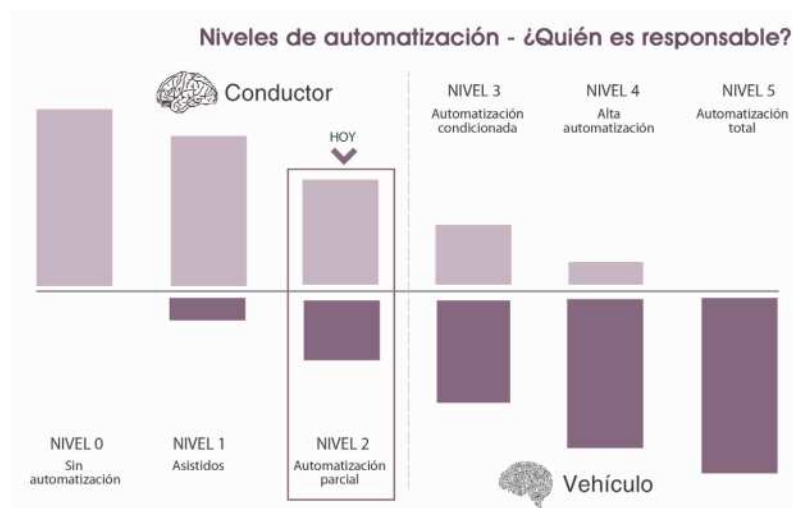 Niveles de automatización - ¿Quién es responsable?
Conductor
HOY
NIVEL 3
Automatización
condicionada
NIVEL 4
Alta
automatización
NIVEL 5
Automatización
total
NIVEL 0
Sin
automatización
NIVEL 1
Asistidos
NIVEL 2
Automatización
parcial
Vehículo